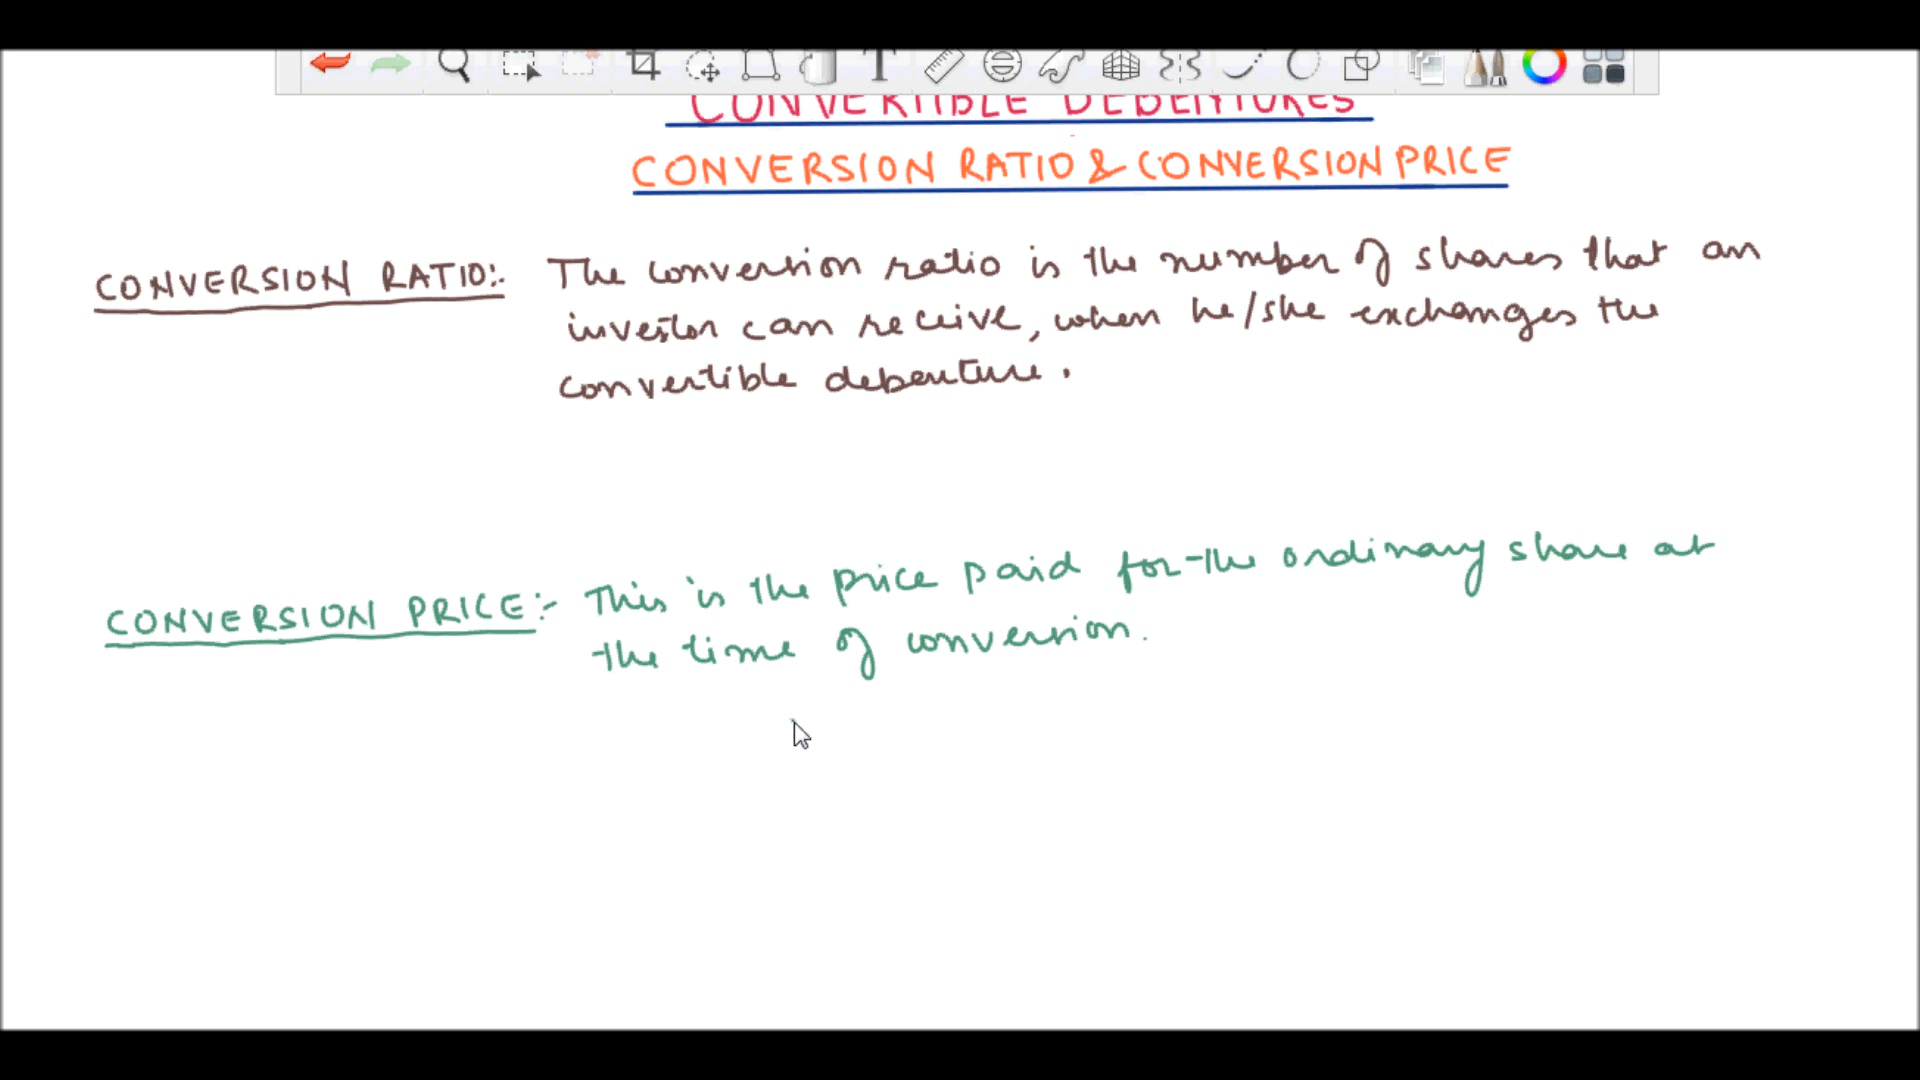 CONVERTIBLE DEBENTURES
CONVERSION RATIO & CONVERSION PRICE
CONVERSION RATIO:- The conversion ratio is the number of shares that an
investor can receive, when he/she exchanges the
convertible debenture.
CONVERSION PRICE:- This is the price paid for the ordinary share at
the time of conversion.